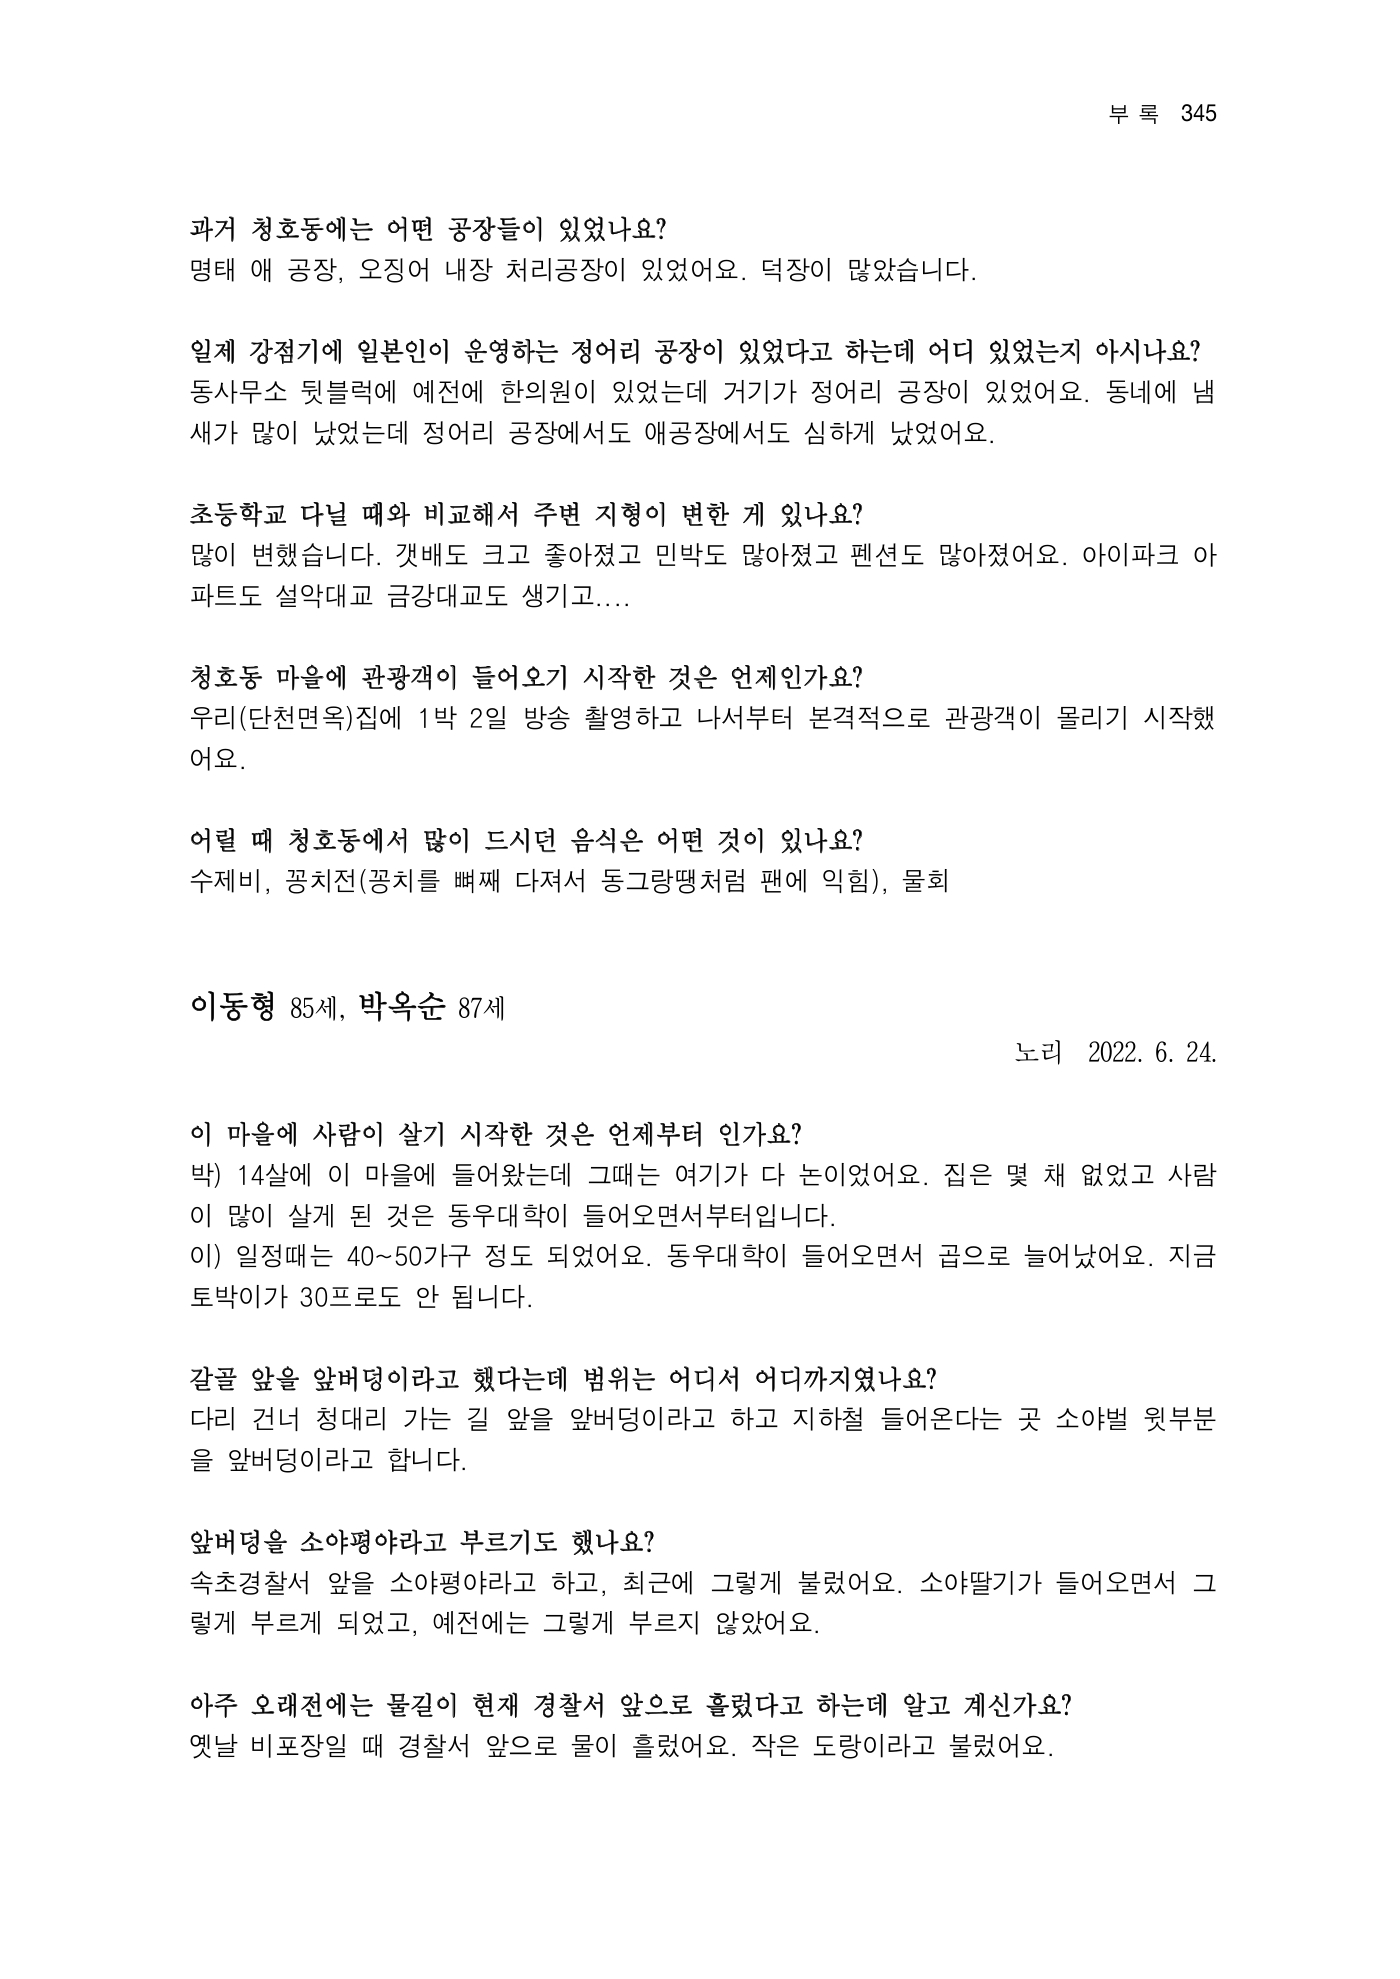 부 록 345
과거 청호동에는 어떤 공장들이 있었나요?
명태 애 공장, 오징어 내장 처리공장이 있었어요. 덕장이 많았습니다.
일제 강점기에 일본인이 운영하는 정어리 공장이 있었다고 하는데 어디 있었는지 아시나요?
동사무소 뒷블럭에 예전에 한의원이 있었는데 거기가 정어리 공장이 있었어요. 동네에 냄
새가 많이 났었는데 정어리 공장에서도 애공장에서도 심하게 났었어요.
초등학교 다닐 때와 비교해서 주변 지형이 변한 게 있나요?
많이 변했습니다. 갯배도 크고 좋아졌고 민박도 많아졌고 펜션도 많아졌어요. 아이파크 아
파트도 설악대교 금강대교도 생기고....
청호동 마을에 관광객이 들어오기 시작한 것은 언제인가요?
우리(단천면옥)집에 1박 2일 방송 촬영하고 나서부터 본격적으로 관광객이 몰리기 시작했
어요.
어릴 때 청호동에서 많이 드시던 음식은 어떤 것이 있나요?
수제비, 꽁치전(꽁치를 뼈째 다져서 동그랑땡처럼 팬에 익힘), 물회
이동형 85세, 박옥순 87세
노리 2022. 6. 24.
이 마을에 사람이 살기 시작한 것은 언제부터 인가요?
박) 14살에 이 마을에 들어왔는데 그때는 여기가 다 논이었어요. 집은 몇 채 없었고 사람
이 많이 살게 된 것은 동우대학이 들어오면서부터입니다.
이) 일정때는 40~50가구 정도 되었어요. 동우대학이 들어오면서 곱으로 늘어났어요. 지금
토박이가 30프로도 안 됩니다.
갈골 앞을 앞버덩이라고 했다는데 범위는 어디서 어디까지였나요?
다리 건너 청대리 가는 길 앞을 앞버덩이라고 하고 지하철 들어온다는 곳 소야벌 윗부분
을 앞버덩이라고 합니다.
앞버덩을 소야평야라고 부르기도 했나요?
속초경찰서 앞을 소야평야라고 하고, 최근에 그렇게 불렀어요. 소야딸기가 들어오면서 그
렇게 부르게 되었고, 예전에는 그렇게 부르지 않았어요.
아주 오래전에는 물길이 현재 경찰서 앞으로 흘렀다고 하는데 알고 계신가요?
옛날 비포장일 때 경찰서 앞으로 물이 흘렀어요. 작은 도랑이라고 불렀어요.